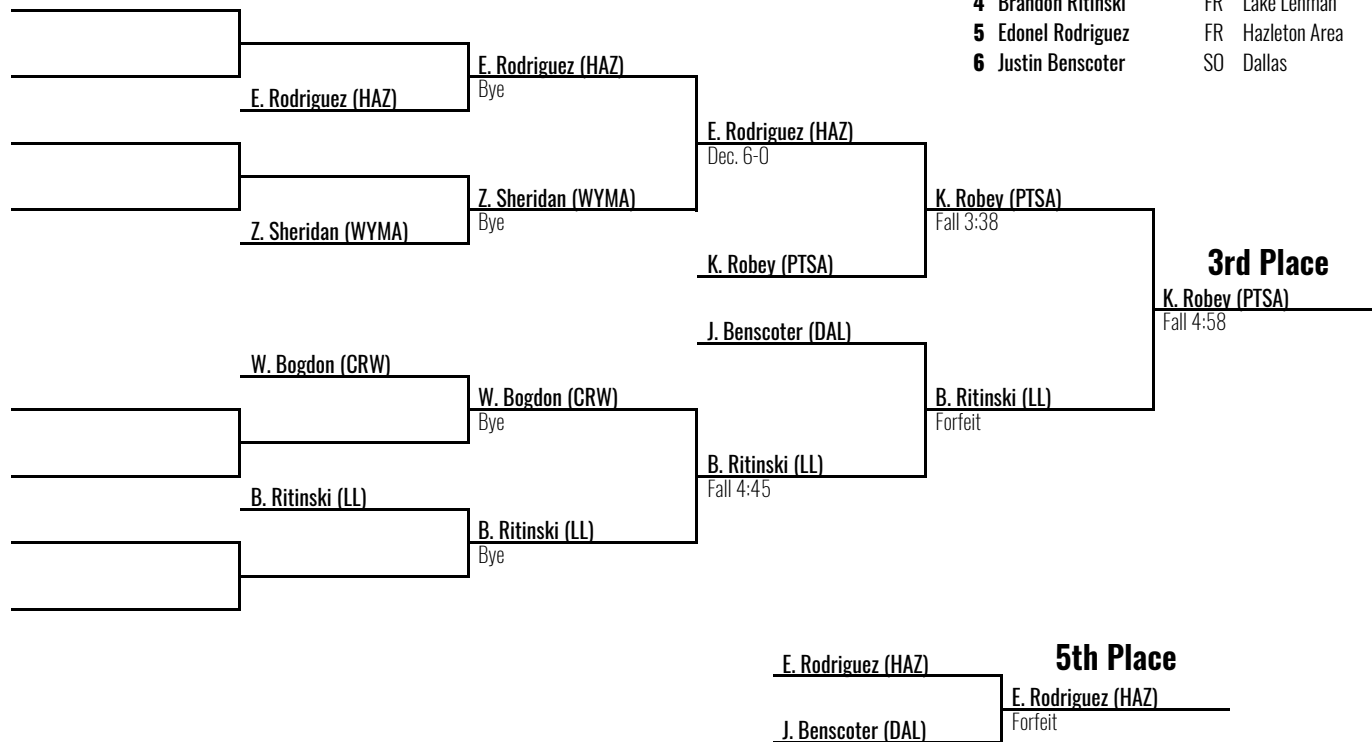 4 Brandon Ritinski FR Lake Lehman
5 Edonel Rodriguez FR Hazleton Area
6 Justin Benscoter SO Dallas
E. Rodriguez (HAZ)
Bye
E. Rodriguez (HAZ)
E. Rodriguez (HAZ)
Dec. 6-0
Z. Sheridan (WYMA)
Bye
Z. Sheridan (WYMA)
K. Robey (PTSA)
Fall 3:38
K. Robey (PTSA)
3rd Place
K. Robey (PTSA)
Fall 4:58
J. Benscoter (DAL)
W. Bogdon (CRW)
W. Bogdon (CRW)
Bye
B. Ritinski (LL)
Forfeit
B. Ritinski (LL)
Fall 4:45
B. Ritinski (LL)
B. Ritinski (LL)
Bye
5th Place
E. Rodriguez (HAZ)
E. Rodriguez (HAZ)
Forfeit
J. Benscoter (DAL)